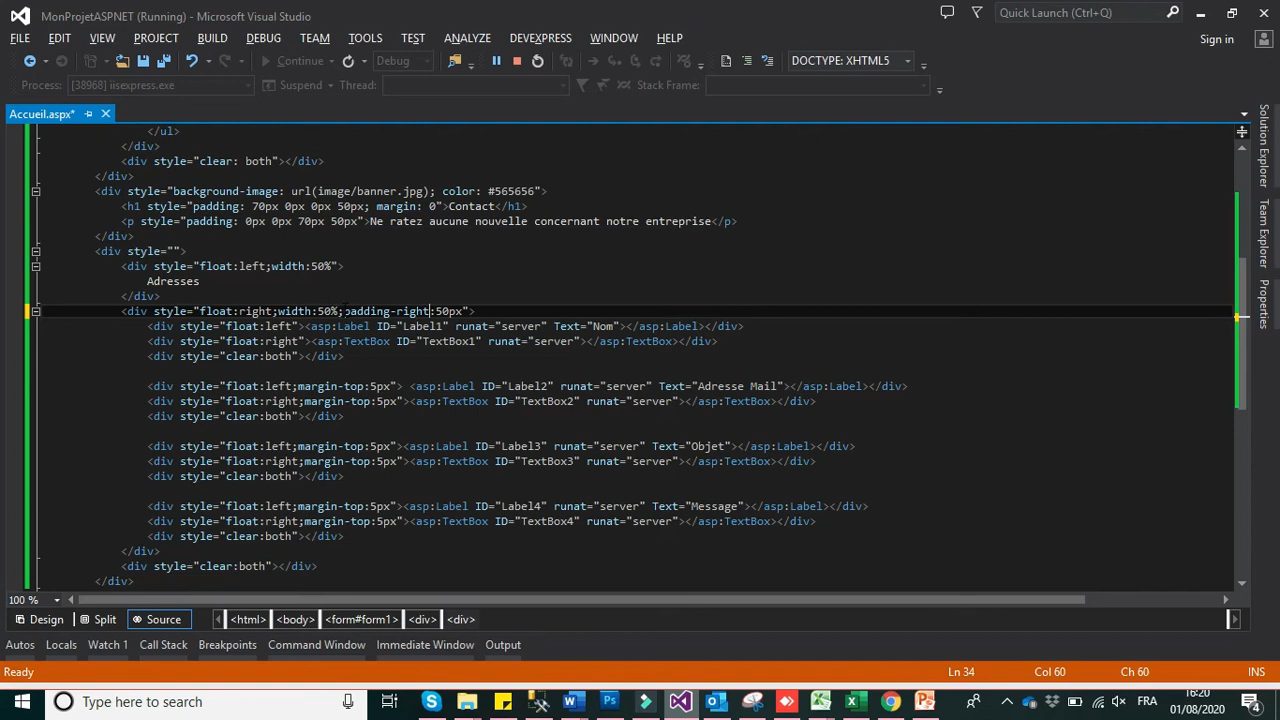 MonProjetASPNET (Running) - Microsoft Visual Studio
Quick Launch (Ctrl+Q)
FILE EDIT VIEW PROJECT BUILD DEBUG TEAM TOOLS TEST ANALYZE DEVEXPRESS WINDOW HELP
Sign in
Continue Debug DOCTYPE: XHTML5
Process: [38968] iisexpress.exe Suspend Thread: Stack Frame:
Accueil.aspx*
</ul>
</div>
<div style="clear: both"></div>
</div>
<div style="background-image: url(image/banner.jpg); color: #565656">
<h1 style="padding: 70px 0px 0px 50px; margin: 0">Contact</h1>
<p style="padding: 0px 0px 70px 50px">Ne ratez aucune nouvelle concernant notre entreprise</p>
</div>
<div style="">
<div style="float:left;width:50%">
Adresses
</div>
<div style="float:right;width:50%;padding-right:50px">
<div style="float:left"><asp:Label ID="Label1" runat="server" Text="Nom"></asp:Label></div>
<div style="float:right"><asp:TextBox ID="TextBox1" runat="server"></asp:TextBox></div>
<div style="clear:both"></div>
<div style="float:left;margin-top:5px"> <asp:Label ID="Label2" runat="server" Text="Adresse Mail"></asp:Label></div>
<div style="float:right;margin-top:5px"><asp:TextBox ID="TextBox2" runat="server"></asp:TextBox></div>
<div style="clear:both"></div>
<div style="float:left;margin-top:5px"><asp:Label ID="Label3" runat="server" Text="Objet"></asp:Label></div>
<div style="float:right;margin-top:5px"><asp:TextBox ID="TextBox3" runat="server"></asp:TextBox></div>
<div style="clear:both"></div>
<div style="float:left;margin-top:5px"><asp:Label ID="Label4" runat="server" Text="Message"></asp:Label></div>
<div style="float:right;margin-top:5px"><asp:TextBox ID="TextBox4" runat="server"></asp:TextBox></div>
<div style="clear:both"></div>
</div>
<div style="clear:both"></div>
</div>
Solution Explorer
Team Explorer
Properties
100 %
Design Split Source <html> <body> <form#form1> <div> <div>
Autos Locals Watch 1 Call Stack Breakpoints Command Window Immediate Window Output
Ready Ln 34 Col 60 Ch 60 INS
Type here to search
FRA
16:20
01/08/2020
4